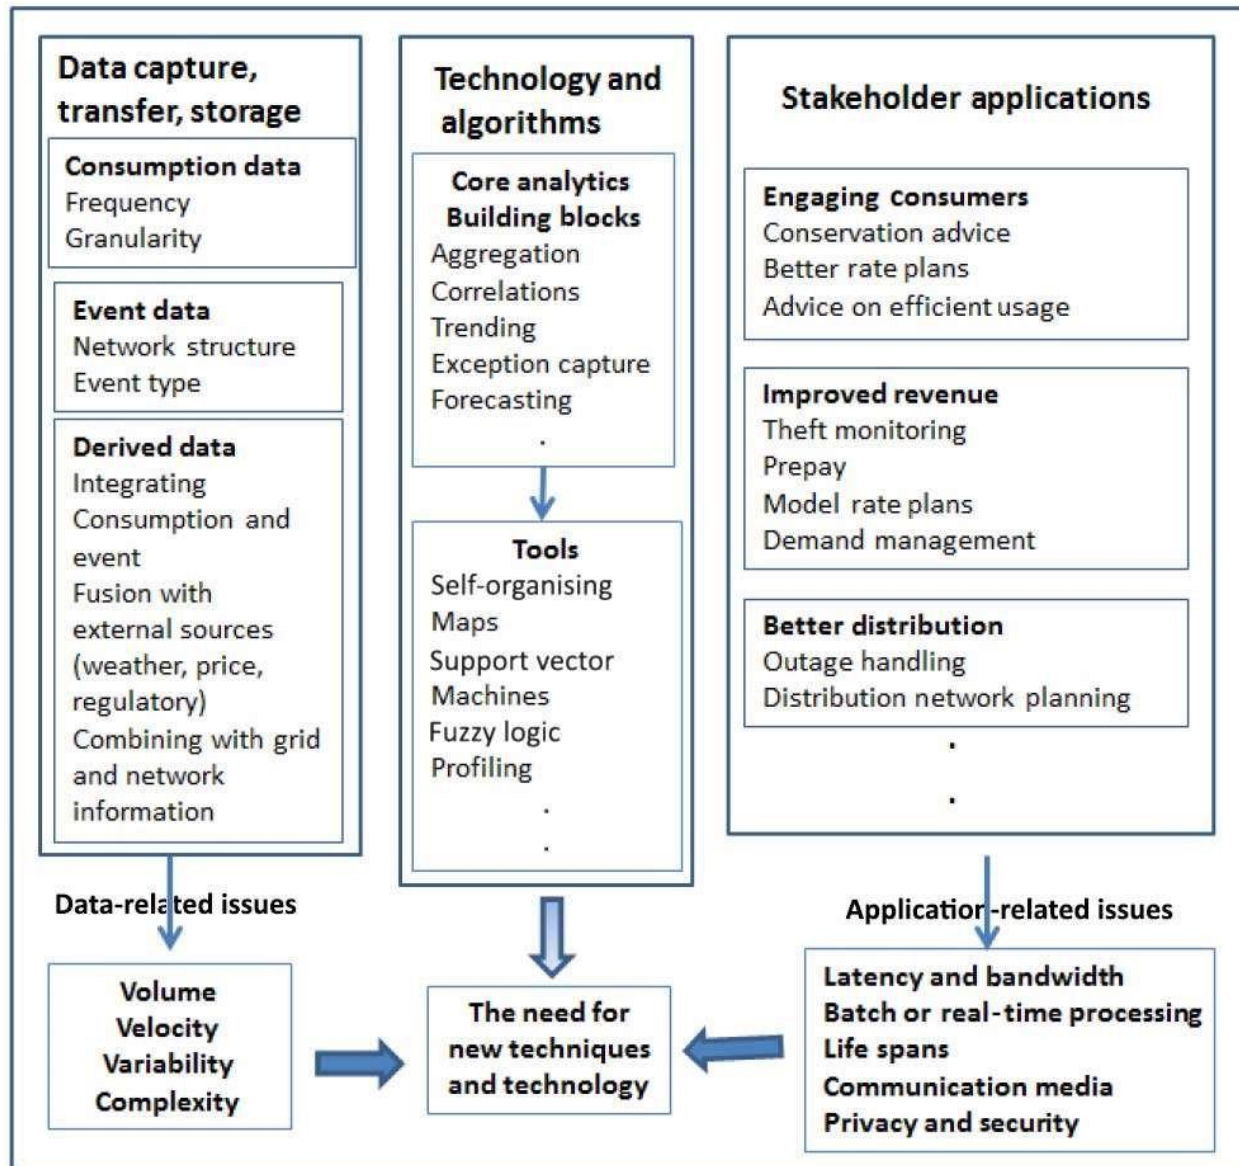 Data capture,
transfer, storage
Consumption data
Frequency
Granularity
Event data
Network structure
Event type
Derived data
Integrating
Consumption and
event
Fusion with
external sources
(weather, price,
regulatory)
Combining with grid
and network
information
Technology and
algorithms
Core analytics
Building blocks
Aggregation
Correlations
Trending
Exception capture
Forecasting
.
Tools
Self-organising
Maps
Support vector
Machines
Fuzzy logic
Profiling
.
.
Stakeholder applications
Engaging consumers
Conservation advice
Better rate plans
Advice on efficient usage
Improved revenue
Theft monitoring
Prepay
Model rate plans
Demand management
Better distribution
Outage handling
Distribution network planning
.
.
Data-related issues
Volume
Velocity
Variability
Complexity
The need for
new techniques
and technology
Application-related issues
Latency and bandwidth
Batch or real-time processing
Life spans
Communication media
Privacy and security